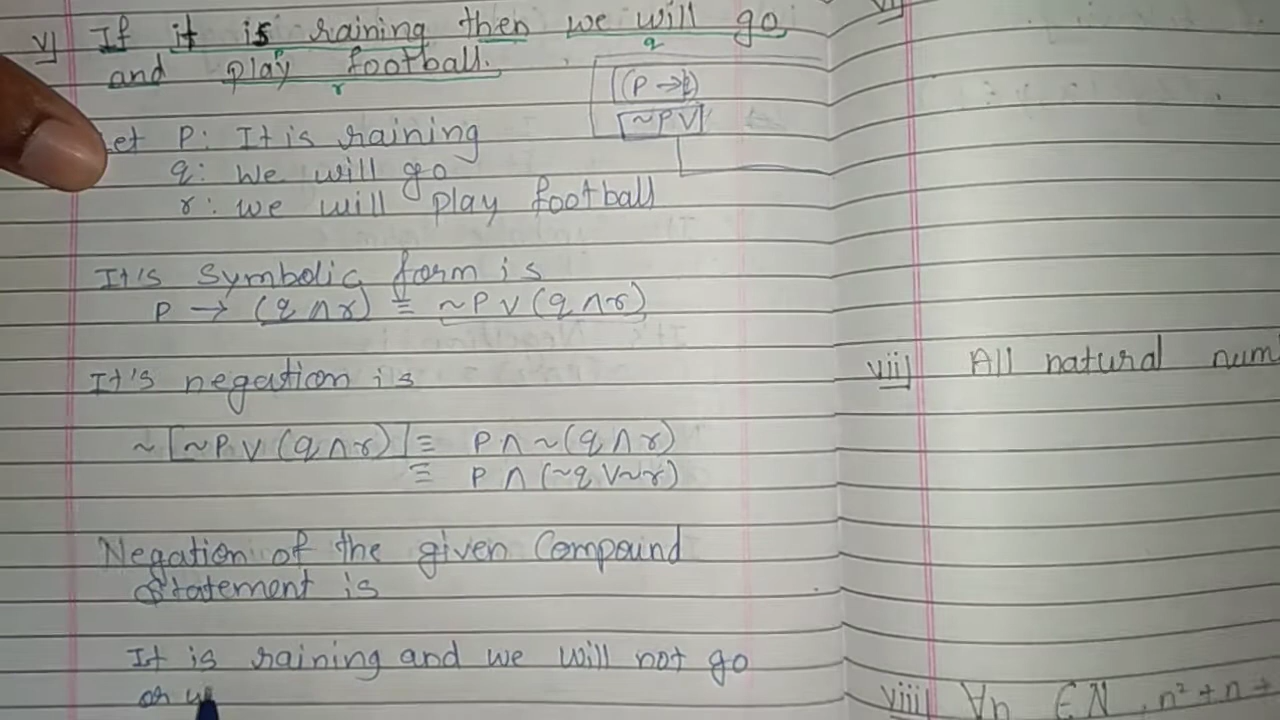 v) If it is raining then we will go
p q
and play football.
r
(P →
~P V
Let P: It is raining
q: We will go
r: we will play football
It's Symbolic form is
P → (q ∧ r) ≡ ~P ∨ (q ∧ r)
It's negation is
~[~P ∨ (q ∧ r)] ≡ P ∧ ~(q ∧ r)
≡ P ∧ (~q ∨ ~r)
Negation of the given Compound
Statement is
It is raining and we will not go
or
vii) All natural num
viii) ∀n ∈ N, n² + n +